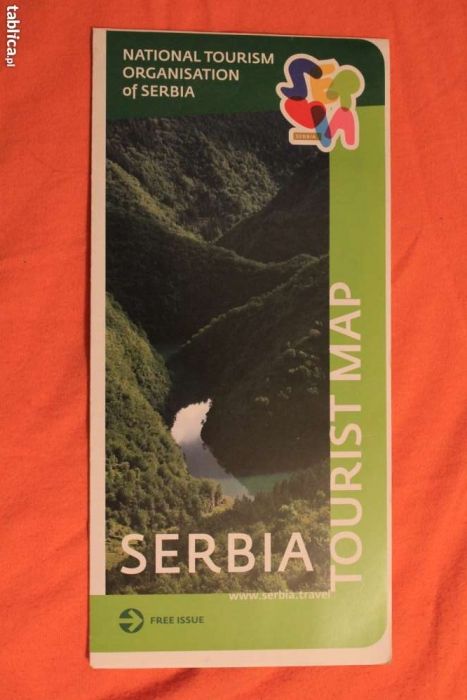 tablica.pl
NATIONAL TOURISM
ORGANISATION
of SERBIA
SERBIA
TOURIST MAP
SERBIA
www.serbia.travel
FREE ISSUE